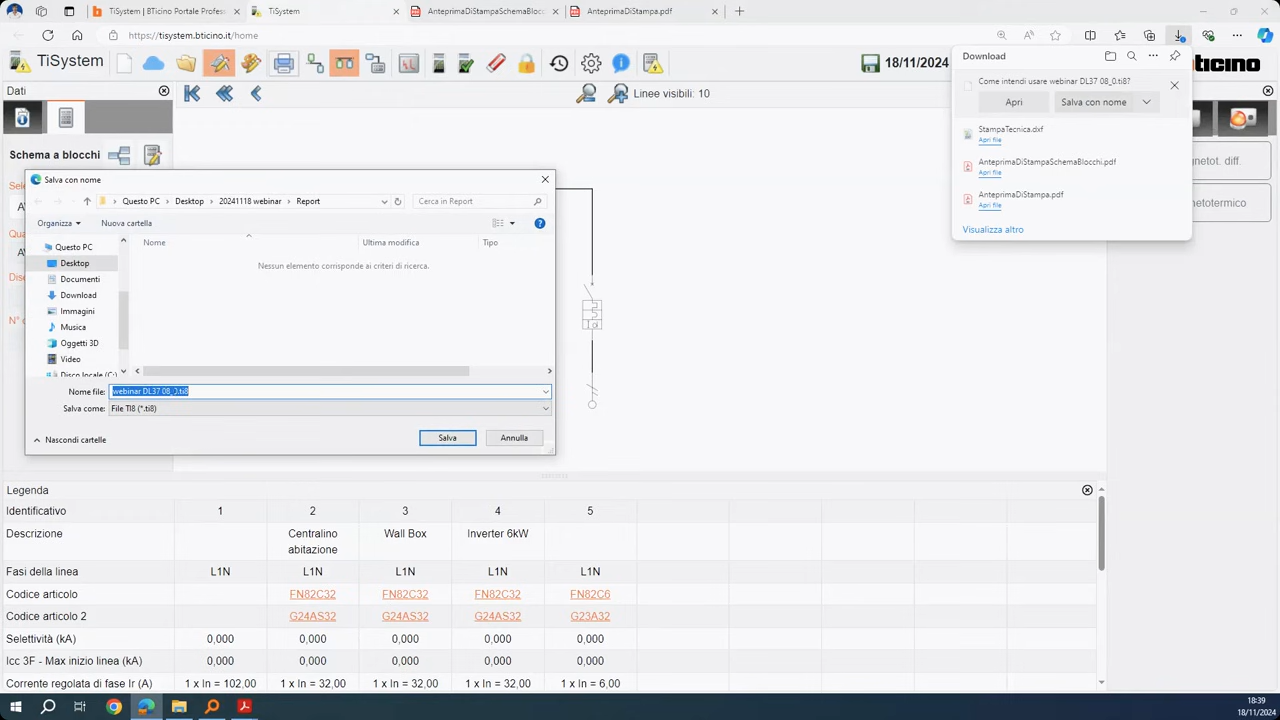 TiSystem | BTicino Portale Profes
TiSystem
AnteprimaDiStampaSchemaBlocc
AnteprimaDiStampa.pdf
https://tisystem.bticino.it/home
TiSystem
18/11/2024
bticino
Download
Come intendi usare webinar DL37 08_0.ti8?
Apri
Salva con nome
StampaTecnica.dxf
Apri file
AnteprimaDiStampaSchemaBlocchi.pdf
Apri file
AnteprimaDiStampa.pdf
Apri file
Visualizza altro
Dati
Linee visibili: 10
Schema a blocchi
magnetot. diff.
Salva con nome
Questo PC
Desktop
20241118 webinar
Report
Cerca in Report
Organizza
Nuova cartella
Questo PC
Desktop
Documenti
Download
Immagini
Musica
Oggetti 3D
Video
Disco locale (C:)
Nome
Ultima modifica
Tipo
Nessun elemento corrisponde ai criteri di ricerca.
Nome file:
webinar DL37 08_0.ti8
Salva come:
File TI8 (*.ti8)
Nascondi cartelle
Salva
Annulla
Legenda
Identificativo 1 2 3 4 5
Descrizione Centralino abitazione Wall Box Inverter 6kW
Fasi della linea L1N L1N L1N L1N L1N
Codice articolo FN82C32 FN82C32 FN82C32 FN82C6
Codice articolo 2 G24AS32 G24AS32 G24AS32 G23A32
Selettività (kA) 0,000 0,000 0,000 0,000 0,000
Icc 3F - Max inizio linea (kA) 0,000 0,000 0,000 0,000 0,000
Corrente regolata di fase Ir (A) 1 x In = 102,00 1 x In = 32,00 1 x In = 32,00 1 x In = 32,00 1 x In = 6,00
18:39
18/11/2024